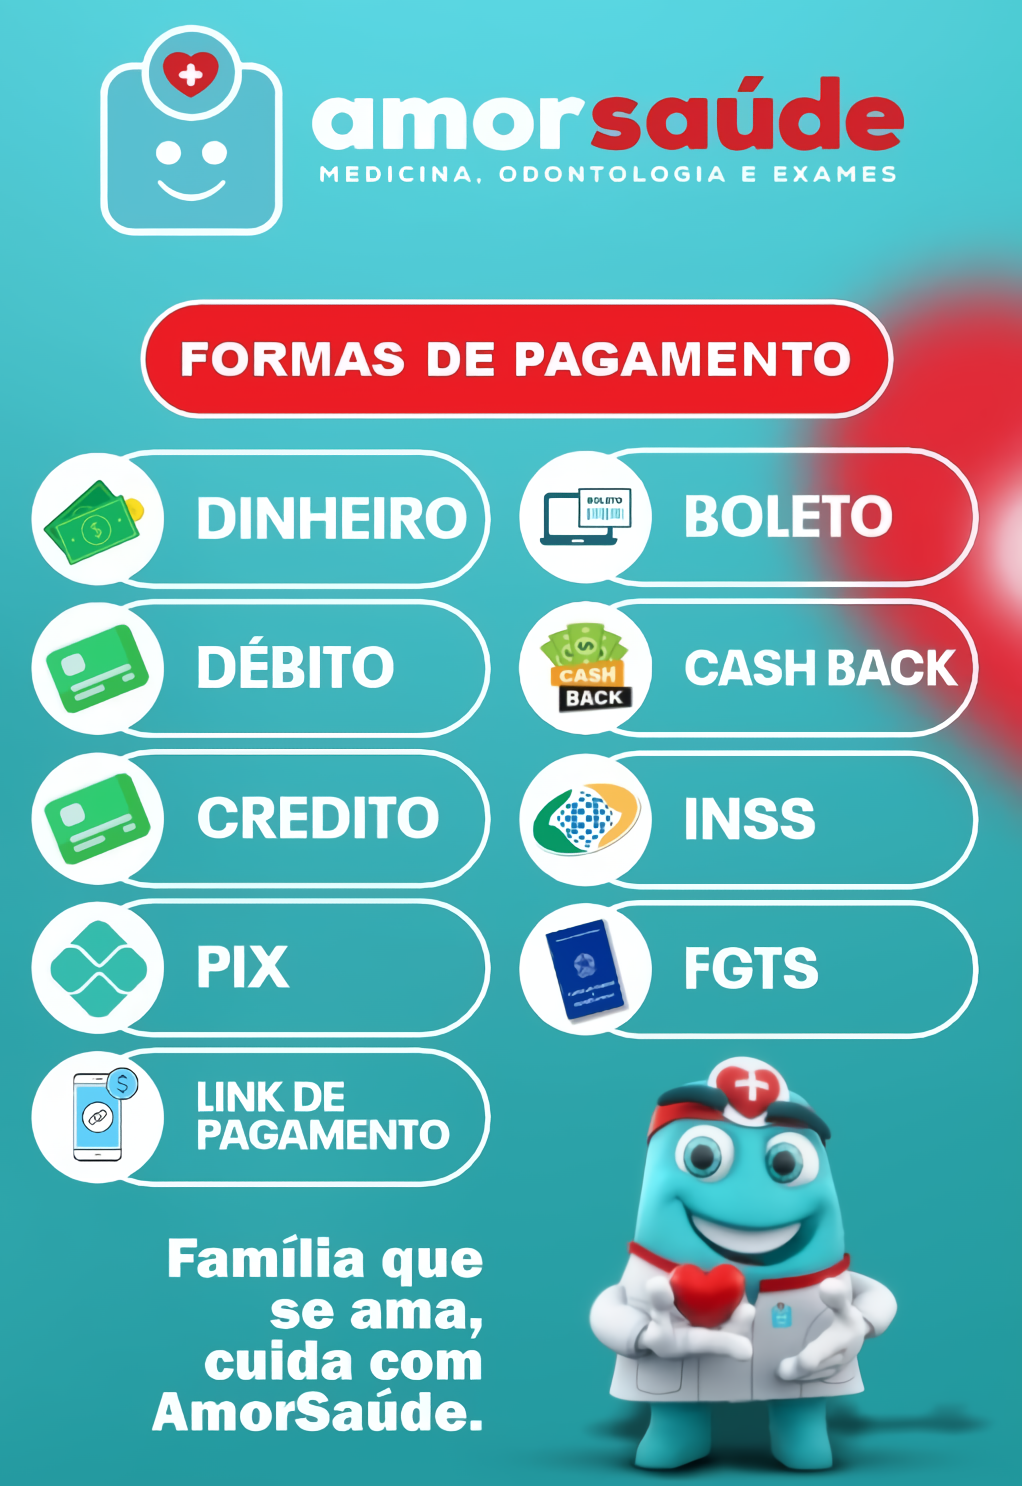 amorsaúde
MEDICINA, ODONTOLOGIA E EXAMES
FORMAS DE PAGAMENTO
DINHEIRO
DÉBITO
CREDITO
PIX
LINK DE
PAGAMENTO
BOLETO
BOLETO
CASH
BACK
CASH BACK
INSS
FGTS
Família que
se ama,
cuida com
AmorSaúde.